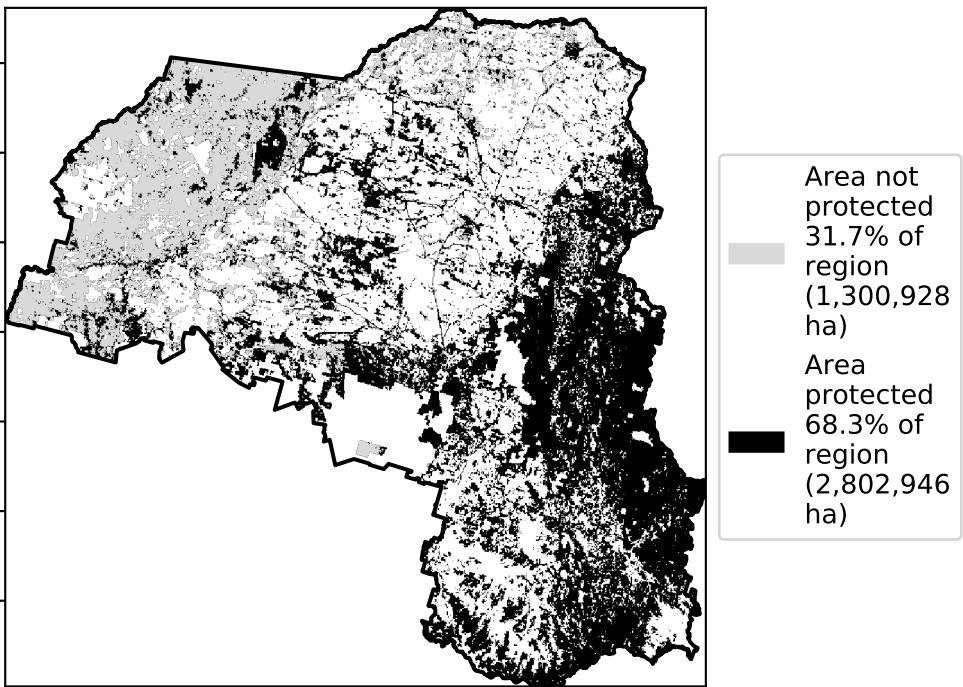 Area not
protected
31.7% of
region
(1,300,928
ha)
Area
protected
68.3% of
region
(2,802,946
ha)